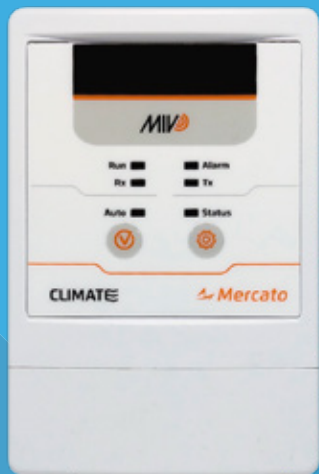 MIV
Run Alarm
Rx Tx
Auto Status
CLIMATE Mercato